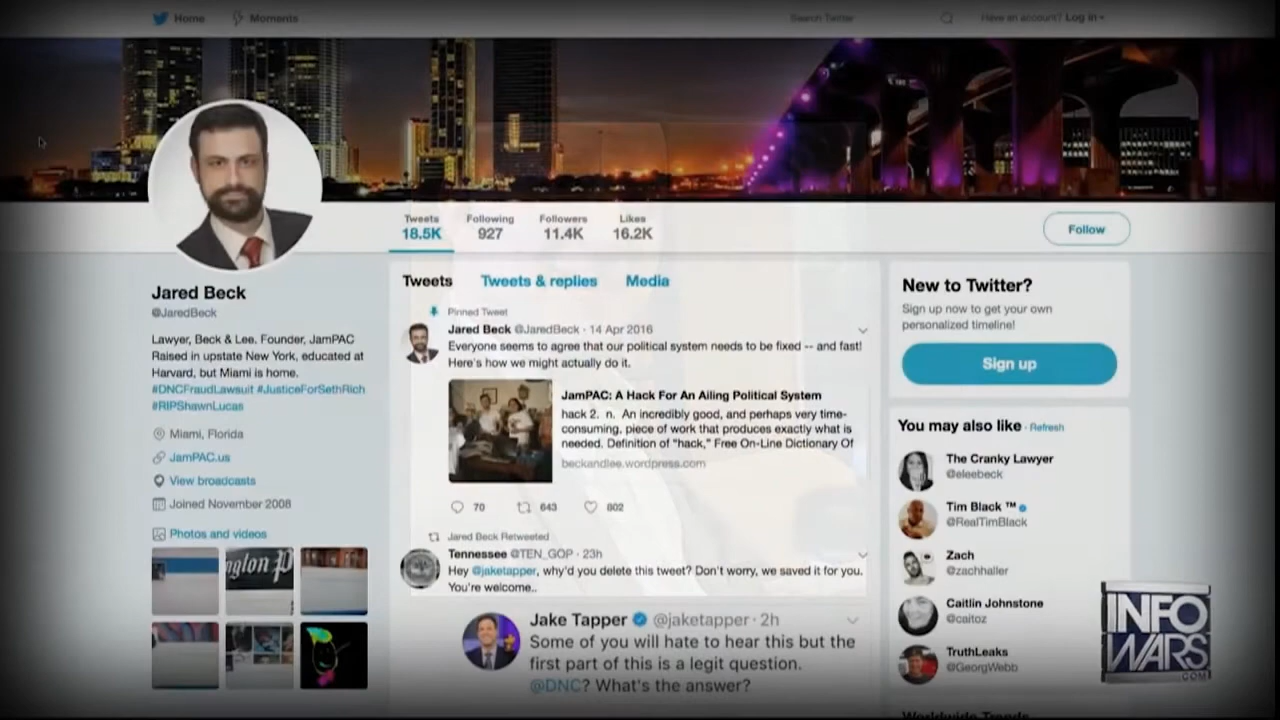 Home Moments Search Twitter Have an account? Log in
Tweets Following Followers Likes
18.5K 927 11.4K 16.2K
Follow
Jared Beck
@JaredBeck
Lawyer, Beck & Lee. Founder, JamPAC
Raised in upstate New York, educated at
Harvard, but Miami is home.
#DNCFraudLawsuit #JusticeForSethRich
#RIPShawnLucas
Miami, Florida
JamPAC.us
View broadcasts
Joined November 2008
Photos and videos
nglon P
Tweets Tweets & replies Media
Pinned Tweet
Jared Beck @JaredBeck · 14 Apr 2016
Everyone seems to agree that our political system needs to be fixed -- and fast!
Here's how we might actually do it.
JamPAC: A Hack For An Ailing Political System
hack 2. n. An incredibly good, and perhaps very time-
consuming, piece of work that produces exactly what is
needed. Definition of "hack," Free On-Line Dictionary Of
beckandlee.wordpress.com
70 643 802
Jared Beck Retweeted
Tennessee @TEN_GOP · 23h
Hey @jaketapper, why'd you delete this tweet? Don't worry, we saved it for you.
You're welcome..
Jake Tapper @jaketapper · 2h
Some of you will hate to hear this but the
first part of this is a legit question.
@DNC? What's the answer?
New to Twitter?
Sign up now to get your own
personalized timeline!
Sign up
You may also like · Refresh
The Cranky Lawyer
@eleebeck
Tim Black ™
@RealTimBlack
Zach
@zachhaller
Caitlin Johnstone
@caitoz
TruthLeaks
@GeorgWebb
Worldwide Trends
INFO
WARS
.COM